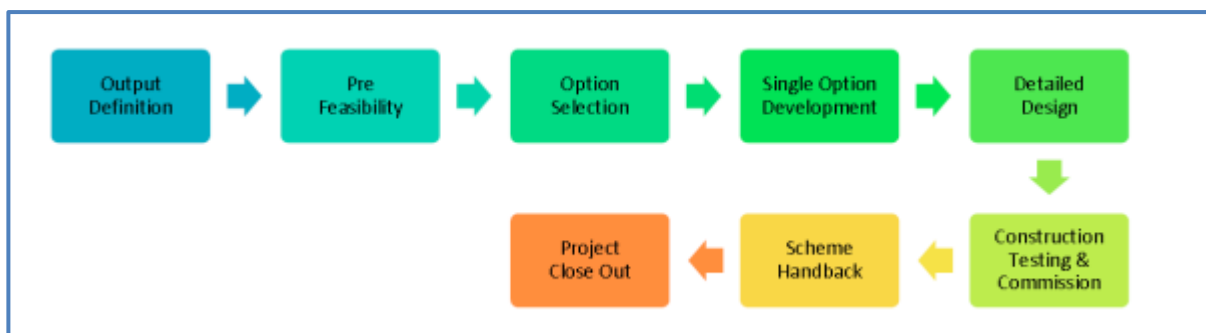 Output
Definition
Pre
Feasibility
Option
Selection
Single Option
Development
Detailed
Design
Construction
Testing &
Commission
Scheme
Handback
Project
Close Out